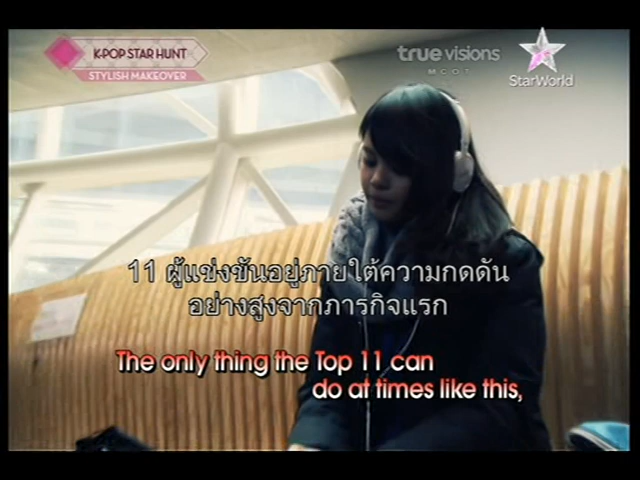 K-POP STAR HUNT
STYLISH MAKEOVER
true visions
MCOT
StarWorld
11 ผู้แข่งขันอยู่ภายใต้ความกดดัน
อย่างสูงจากภารกิจแรก
The only thing the Top 11 can
do at times like this,